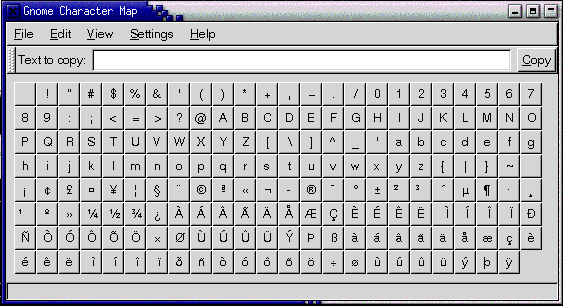 Gnome Character Map
File Edit View Settings Help
Text to copy: Copy
! " # $ % & ' ( ) * + , - . / 0 1 2 3 4 5 6 7
8 9 : ; < = > ? @ A B C D E F G H I J K L M N O
P Q R S T U V W X Y Z [ \ ] ^ _ ` a b c d e f g
h i j k l m n o p q r s t u v w x y z { | } ~
¡ ¢ £ ¤ ¥ ¦ § ¨ © ª « ¬ - ® ¯ ° ± ² ³ ´ µ ¶ · ¸
¹ º » ¼ ½ ¾ ¿ À Á Â Ã Ä Å Æ Ç È É Ê Ë Ì Í Î Ï Ð
Ñ Ò Ó Ô Õ Ö × Ø Ù Ú Û Ü Ý Þ ß à á â ã ä å æ ç è
é ê ë ì í î ï ð ñ ò ó ô õ ö ÷ ø ù ú û ü ý þ ÿ